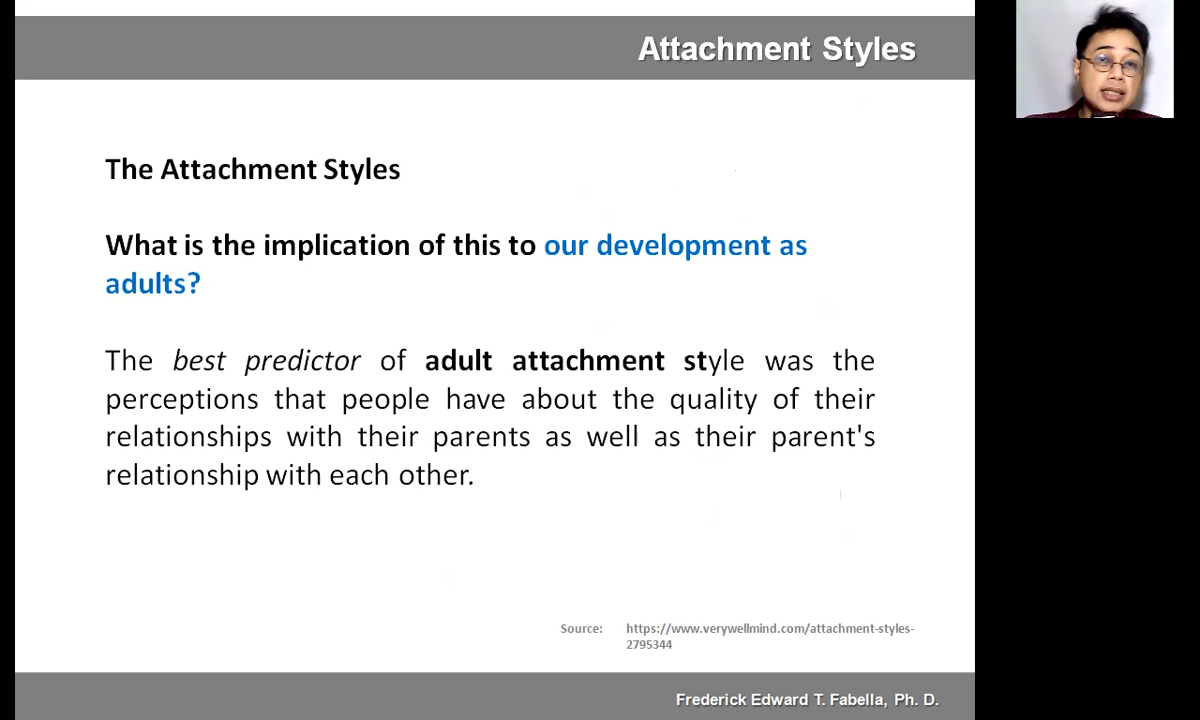 Attachment Styles
The Attachment Styles
What is the implication of this to our development as
adults?
The best predictor of adult attachment style was the
perceptions that people have about the quality of their
relationships with their parents as well as their parent's
relationship with each other.
Source: https://www.verywellmind.com/attachment-styles-
2795344
Frederick Edward T. Fabella, Ph. D.